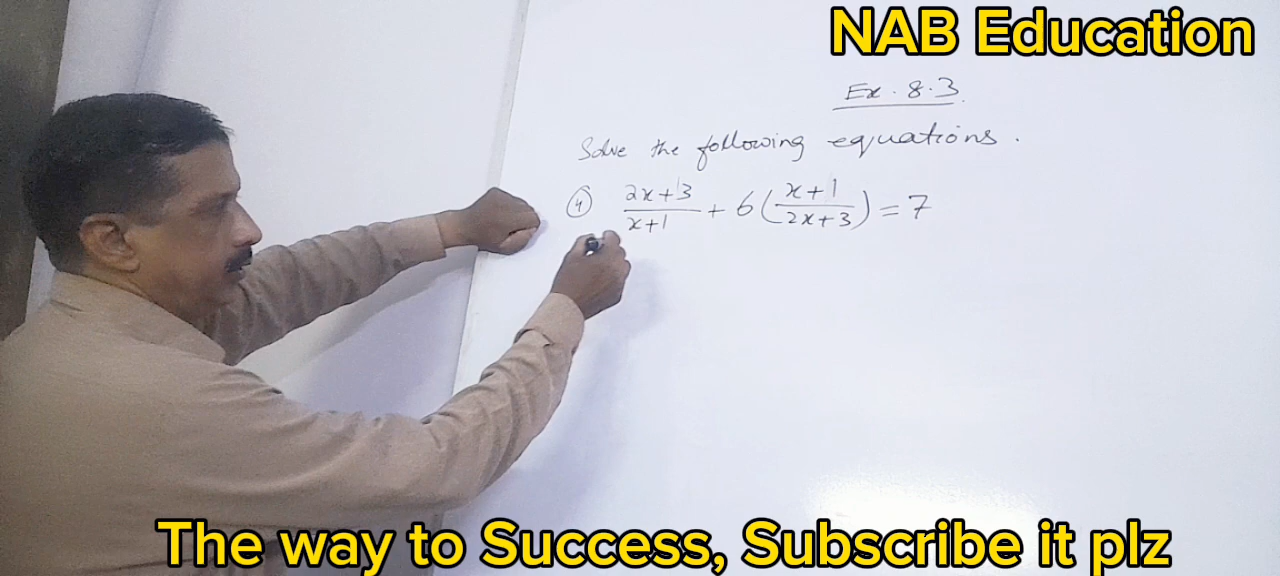 NAB Education
Ex. 8.3
Solve the following equations.
④ (2x+3)/(x+1) + 6((x+1)/(2x+3)) = 7
The way to Success, Subscribe it plz